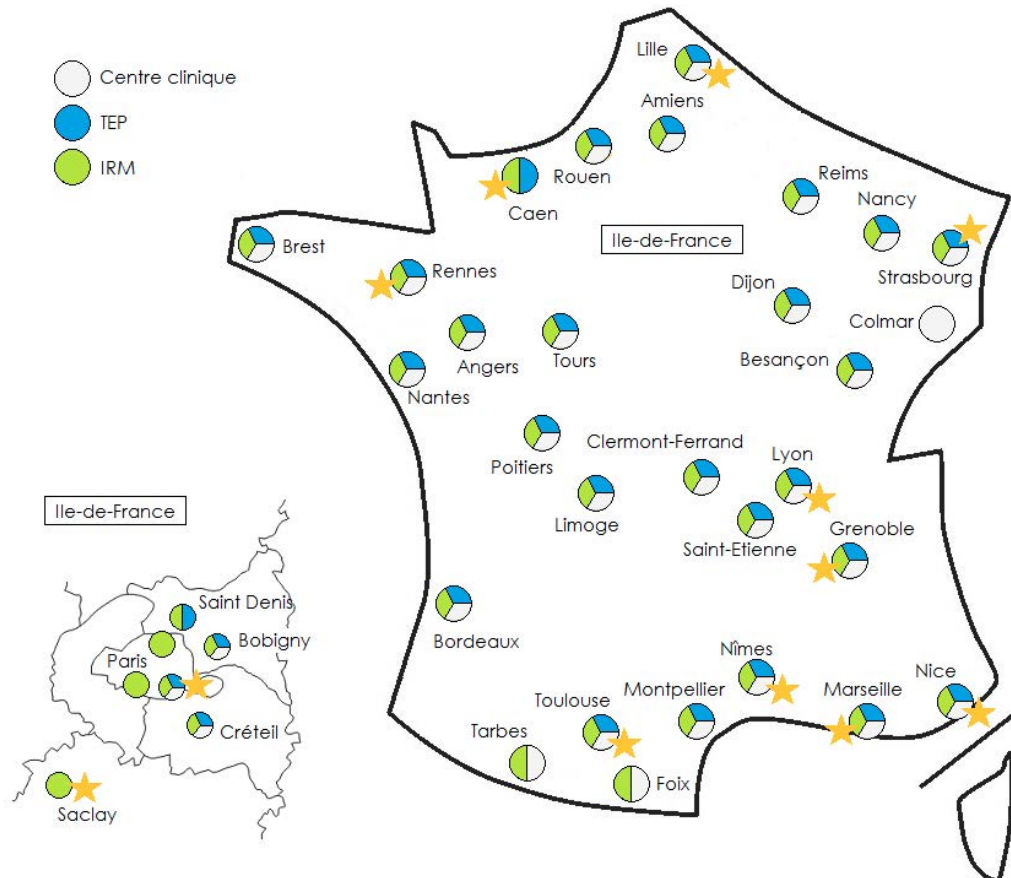 Centre clinique
TEP
IRM
Lille
Amiens
Rouen
Caen
Reims
Nancy
Strasbourg
Ile-de-France
Brest
Rennes
Dijon
Colmar
Angers
Tours
Besançon
Nantes
Poitiers
Clermont-Ferrand
Lyon
Limoge
Saint-Etienne
Grenoble
Bordeaux
Nîmes
Nice
Toulouse
Montpellier
Marseille
Tarbes
Foix
Ile-de-France
Saint Denis
Bobigny
Paris
Créteil
Saclay